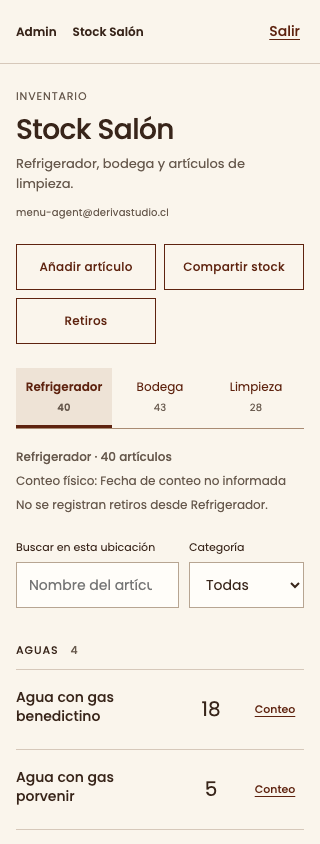 Admin Stock Salón Salir
INVENTARIO
Stock Salón
Refrigerador, bodega y artículos de
limpieza.
menu-agent@derivastudio.cl
Añadir artículo Compartir stock
Retiros
Refrigerador Bodega Limpieza
40 43 28
Refrigerador · 40 artículos
Conteo físico: Fecha de conteo no informada
No se registran retiros desde Refrigerador.
Buscar en esta ubicación Categoría
Nombre del artícu Todas
AGUAS 4
Agua con gas
benedictino
18 Conteo
Agua con gas
porvenir
5 Conteo